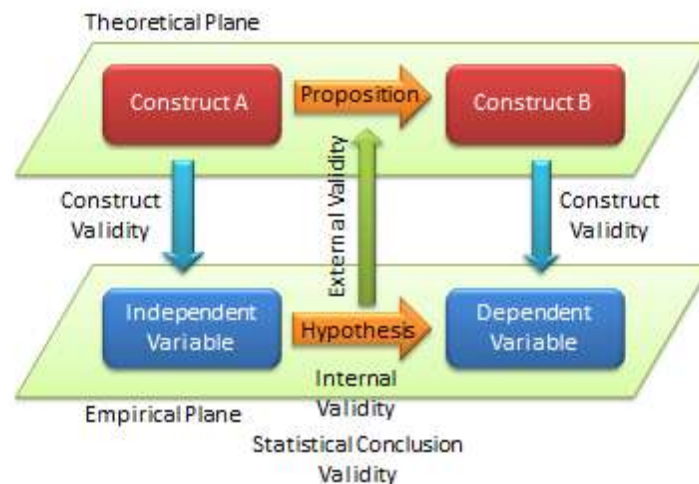 Theoretical Plane
Construct A
Proposition
Construct B
Construct
Validity
External Validity
Construct
Validity
Independent
Variable
Hypothesis
Dependent
Variable
Internal
Validity
Empirical Plane
Statistical Conclusion
Validity